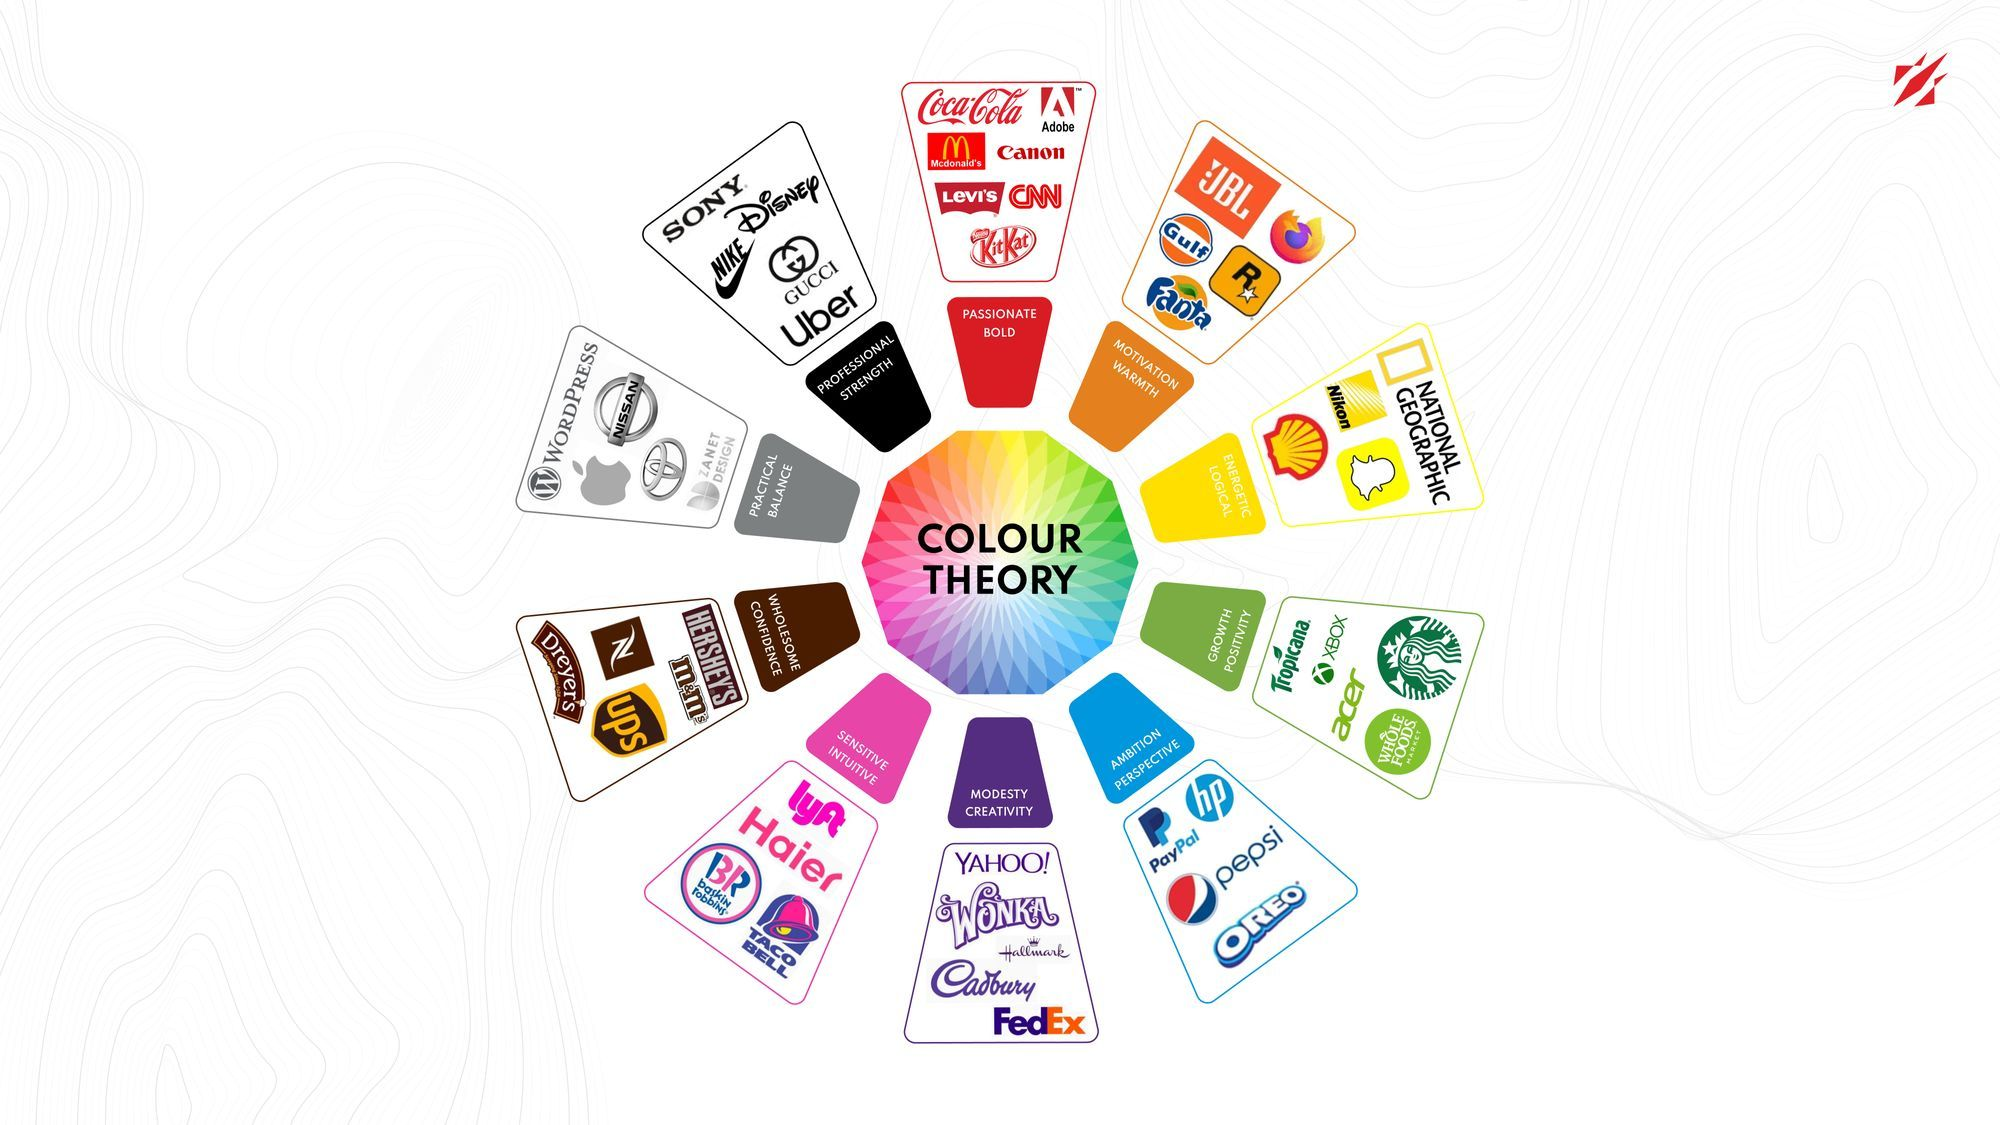 COLOUR
THEORY
Coca-Cola
Adobe
™
Mcdonald's
Canon
LEVI'S
CNN
Nestle
KitKat
PASSIONATE
BOLD
JBL
Gulf
R
Fanta
MOTIVATION
WARMTH
NATIONAL
GEOGRAPHIC
Nikon
ENERGETIC
LOGICAL
Tropicana
XBOX
acer
WHOLE
FOODS
MARKET
GROWTH
POSITIVITY
AMBITION
PERSPECTIVE
hp
PayPal
pepsi
OREO
MODESTY
CREATIVITY
YAHOO!
WONKA
Hallmark
Cadbury
FedEx
SENSITIVE
INTUITIVE
lyft
Haier
BR
baskin
robbins
TACO
BELL
WHOLESOME
CONFIDENCE
Dreyer's
N
HERSHEY'S
m&m's
ups
PRACTICAL
BALANCE
WORDPRESS
W
NISSAN
ZANET
DESIGN
PROFESSIONAL
STRENGTH
SONY
DISNEY
NIKE
GUCCI
Uber